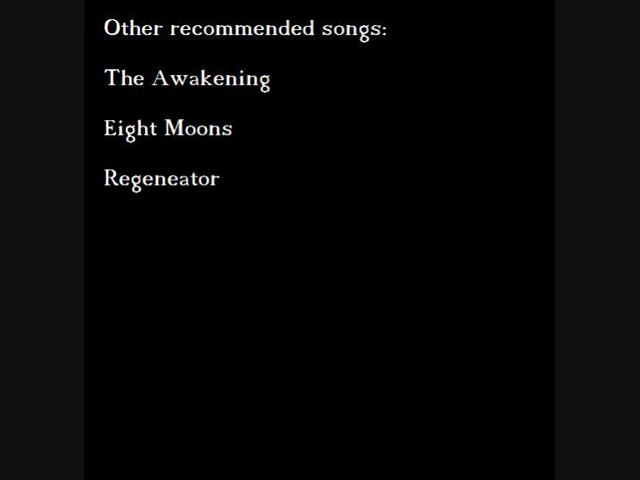 Other recommended songs:
The Awakening
Eight Moons
Regeneator